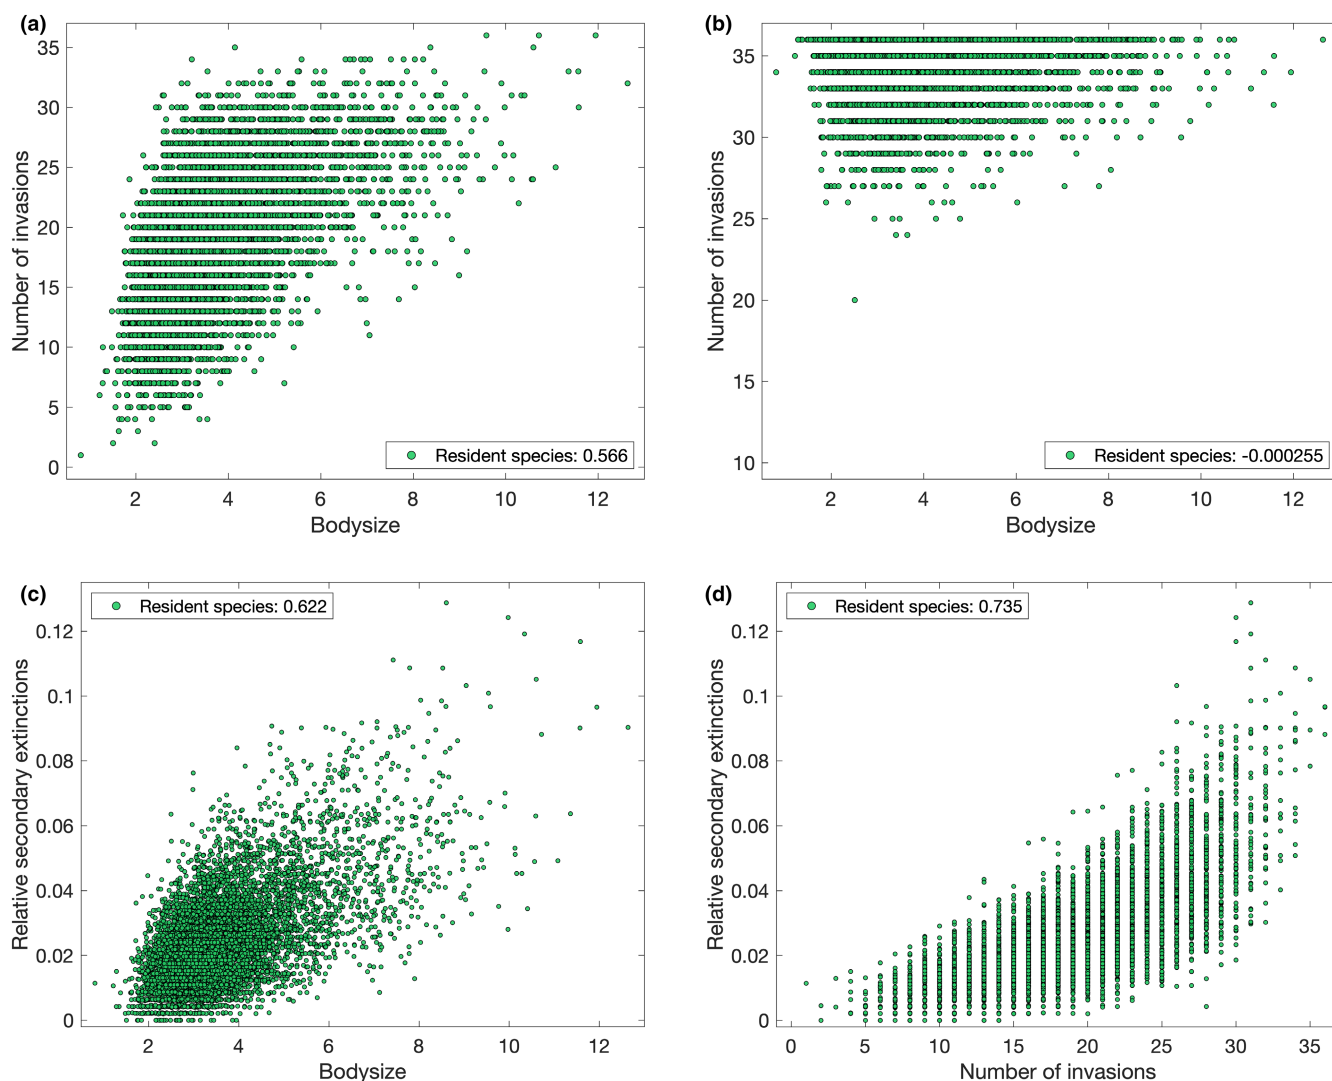 (a)
35
30
25
20
15
10
5
0
Number of invasions
Resident species: 0.566
2 4 6 8 10 12
Bodysize
(b)
35
30
25
20
15
10
Number of invasions
Resident species: -0.000255
2 4 6 8 10 12
Bodysize
(c)
Resident species: 0.622
0.12
0.1
0.08
0.06
0.04
0.02
0
Relative secondary extinctions
2 4 6 8 10 12
Bodysize
(d)
Resident species: 0.735
0.12
0.1
0.08
0.06
0.04
0.02
0
Relative secondary extinctions
0 5 10 15 20 25 30 35
Number of invasions